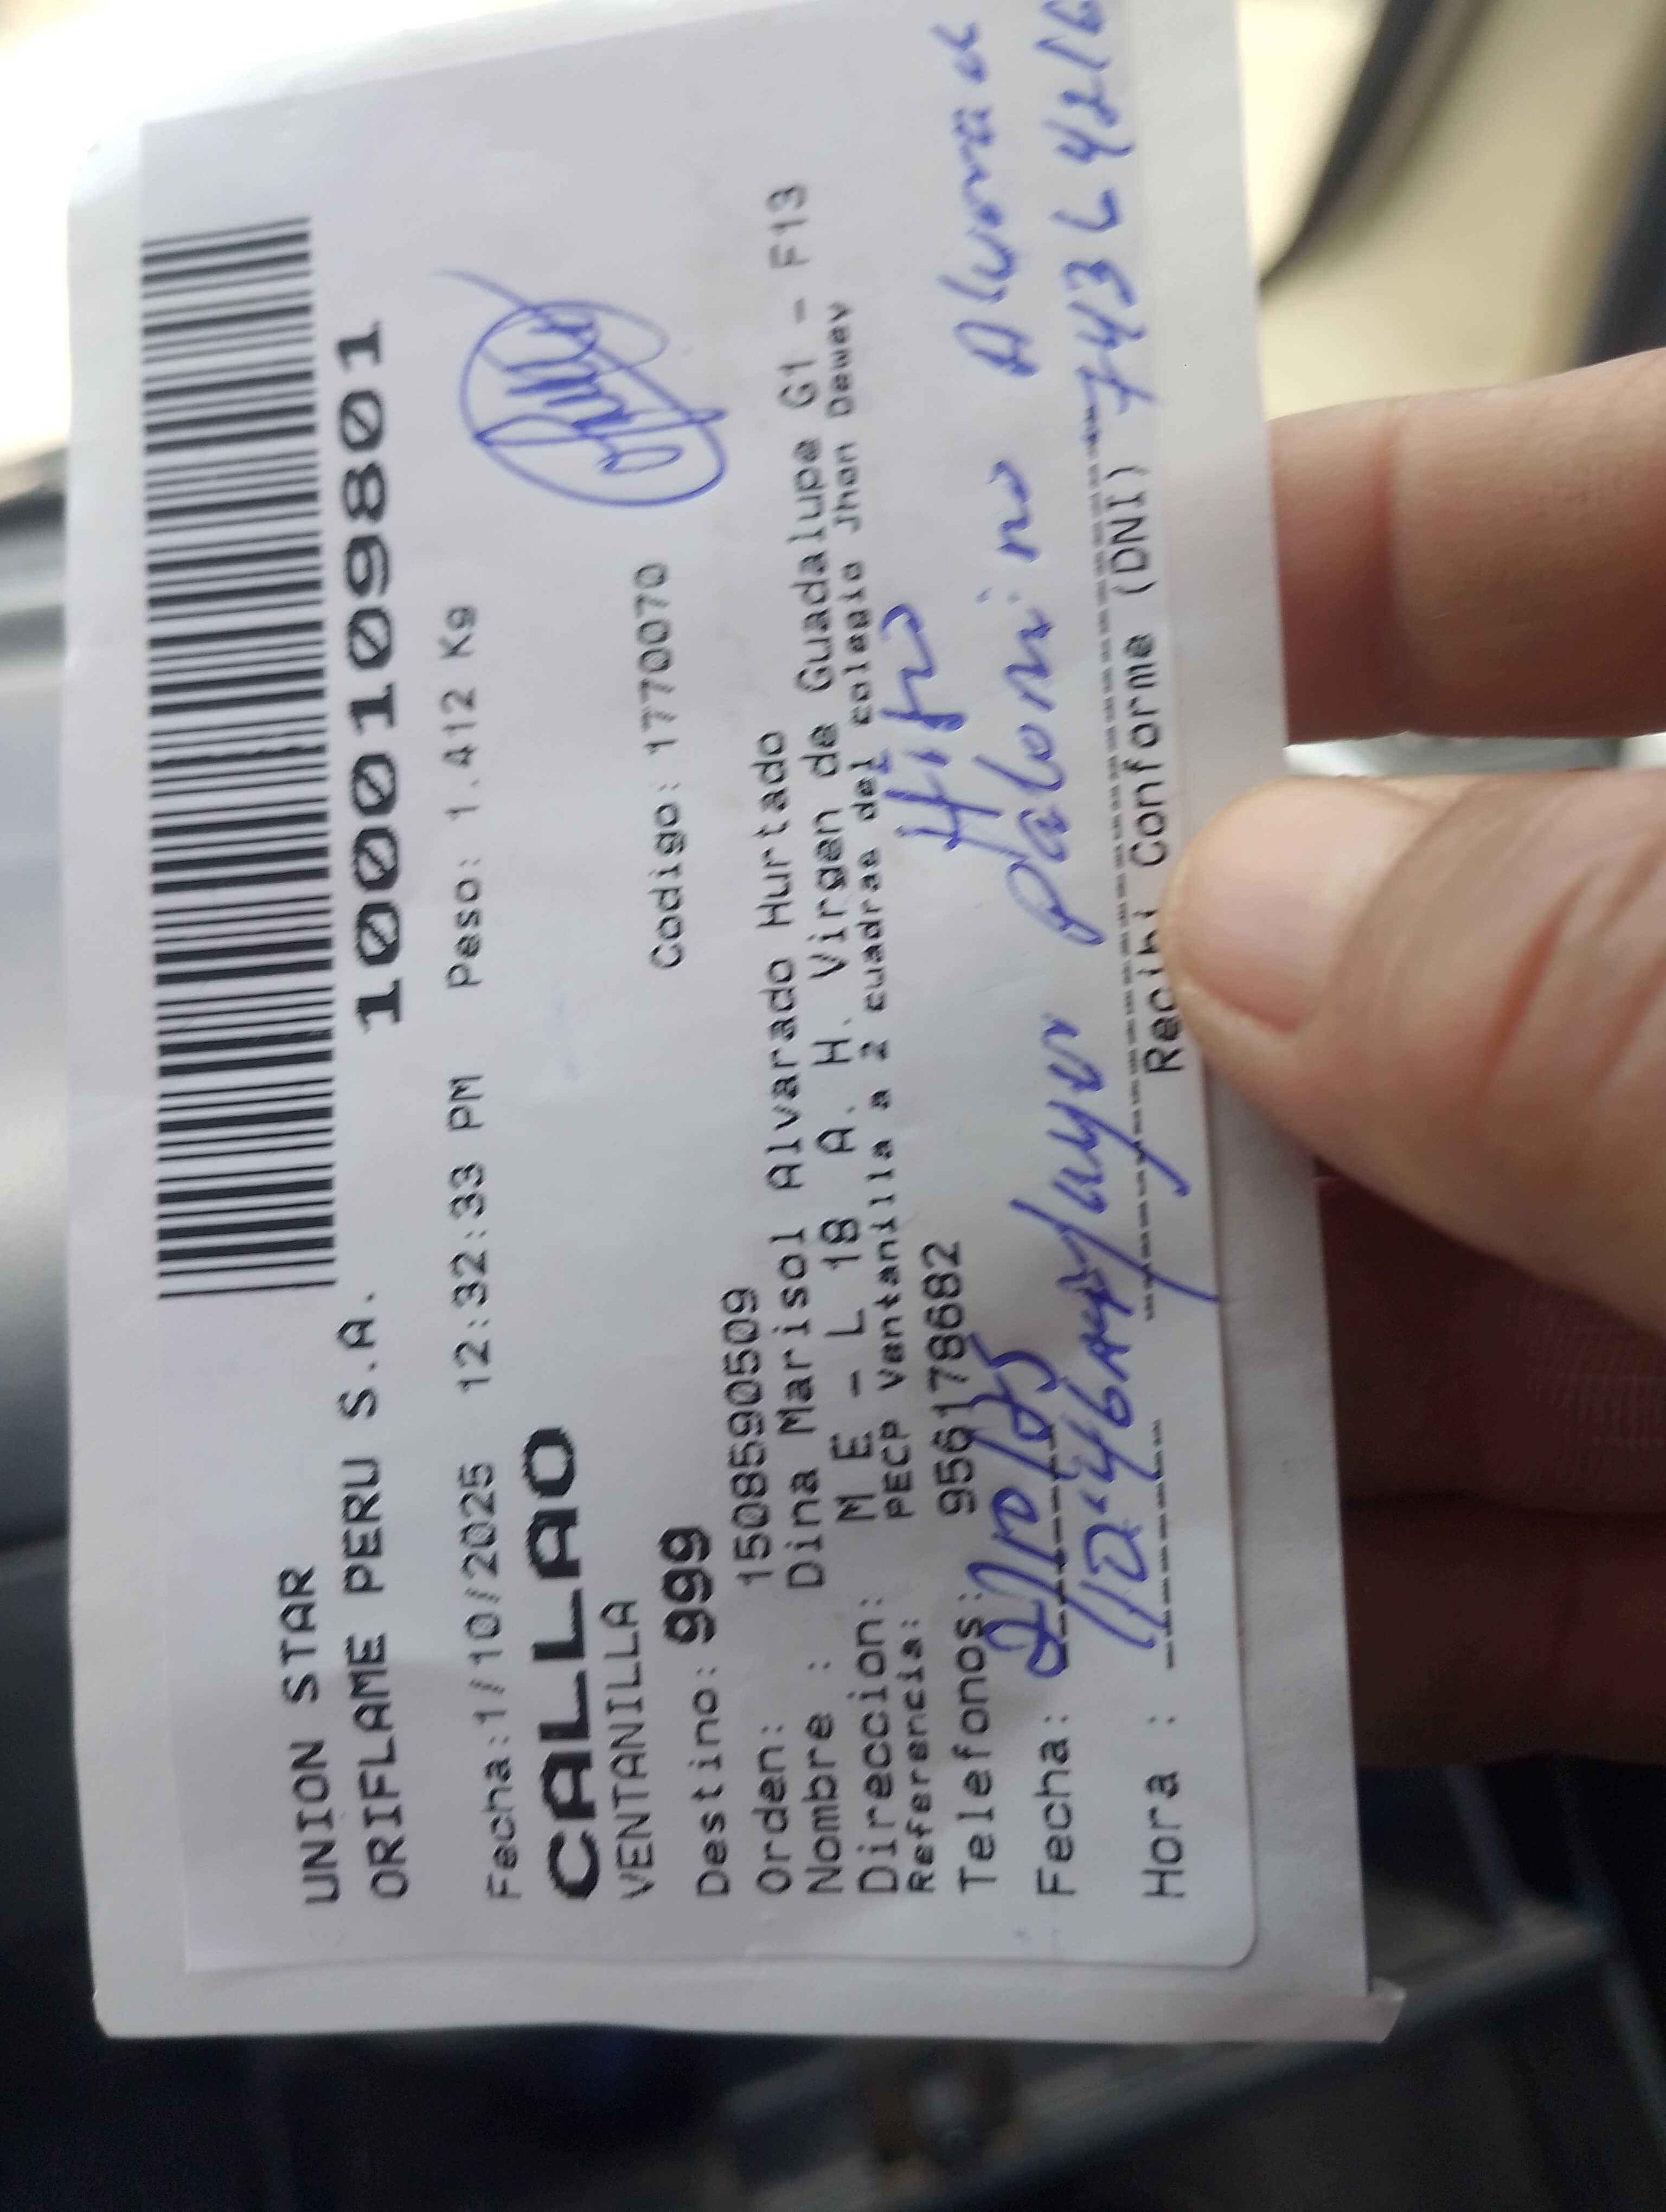 UNION STAR
ORIFLAME PERU S.A.
1000109801
Fecha:1/10/2025 12:32:33 PM Peso: 1.412 Kg
CALLAO
VENTANILLA
Destino: 999 Codigo: 1770070
Orden: 1508590509
Nombre : Dina Marisol Alvarado Hurtado
Direccion: M E - L 18 A. H. Virgen de Guadalupe G1 - F13
Referencia: PECP Ventanilla a 2 cuadras del colegio Jhon Dewey
Telefonos: 956178682
Fecha:
Hora :
Recibi Conforme (DNI)